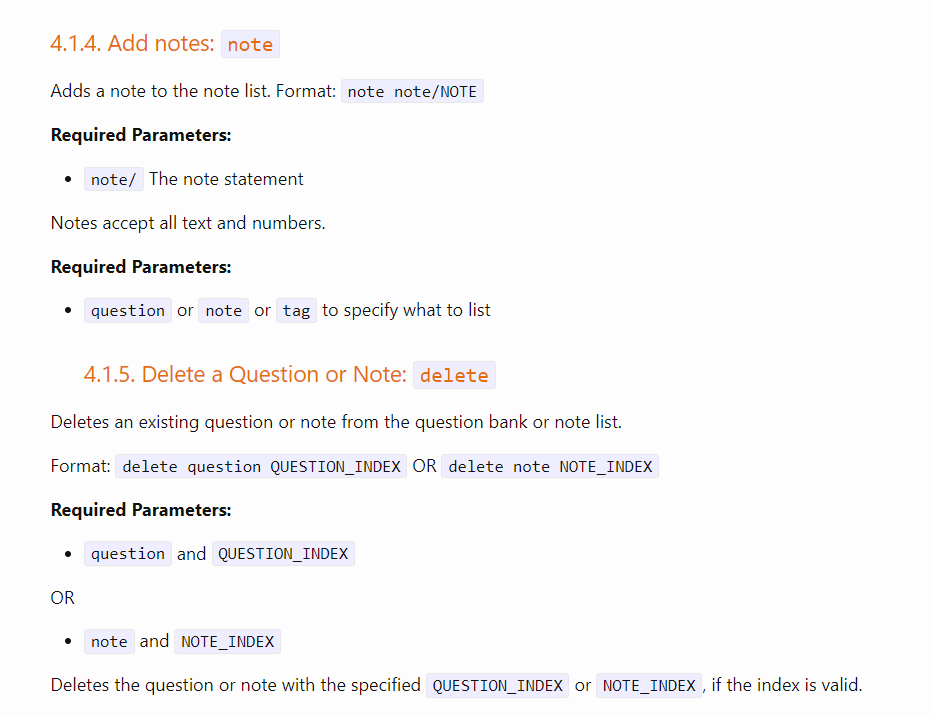 4.1.4. Add notes: note
Adds a note to the note list. Format: note note/NOTE
Required Parameters:
• note/ The note statement
Notes accept all text and numbers.
Required Parameters:
• question or note or tag to specify what to list
4.1.5. Delete a Question or Note: delete
Deletes an existing question or note from the question bank or note list.
Format: delete question QUESTION_INDEX OR delete note NOTE_INDEX
Required Parameters:
• question and QUESTION_INDEX
OR
• note and NOTE_INDEX
Deletes the question or note with the specified QUESTION_INDEX or NOTE_INDEX, if the index is valid.